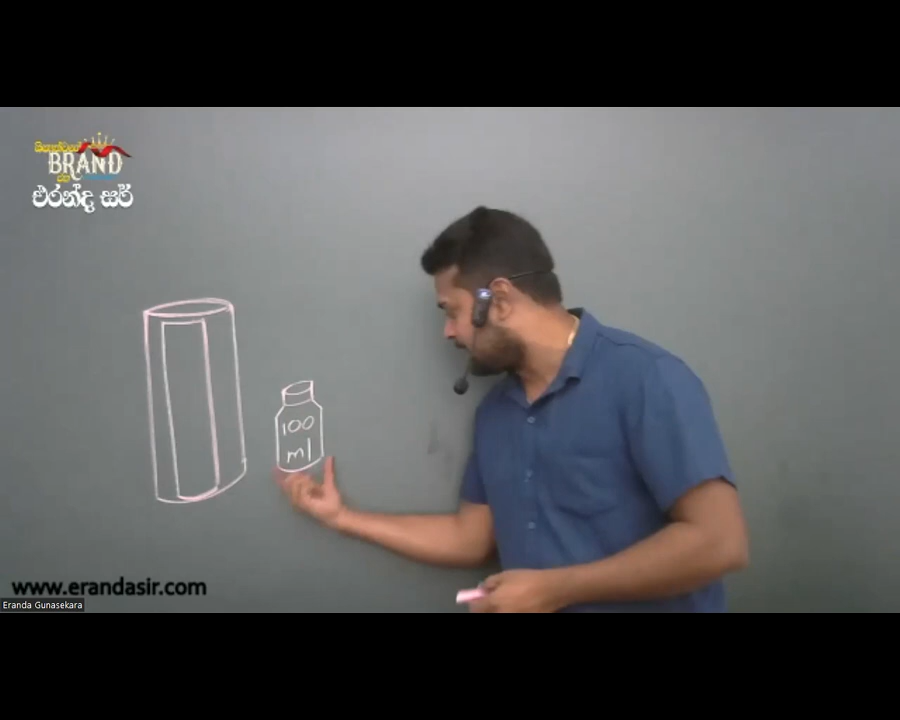 BRAND
එරන්ද සර්
100
ml
www.erandasir.com
Eranda Gunasekara